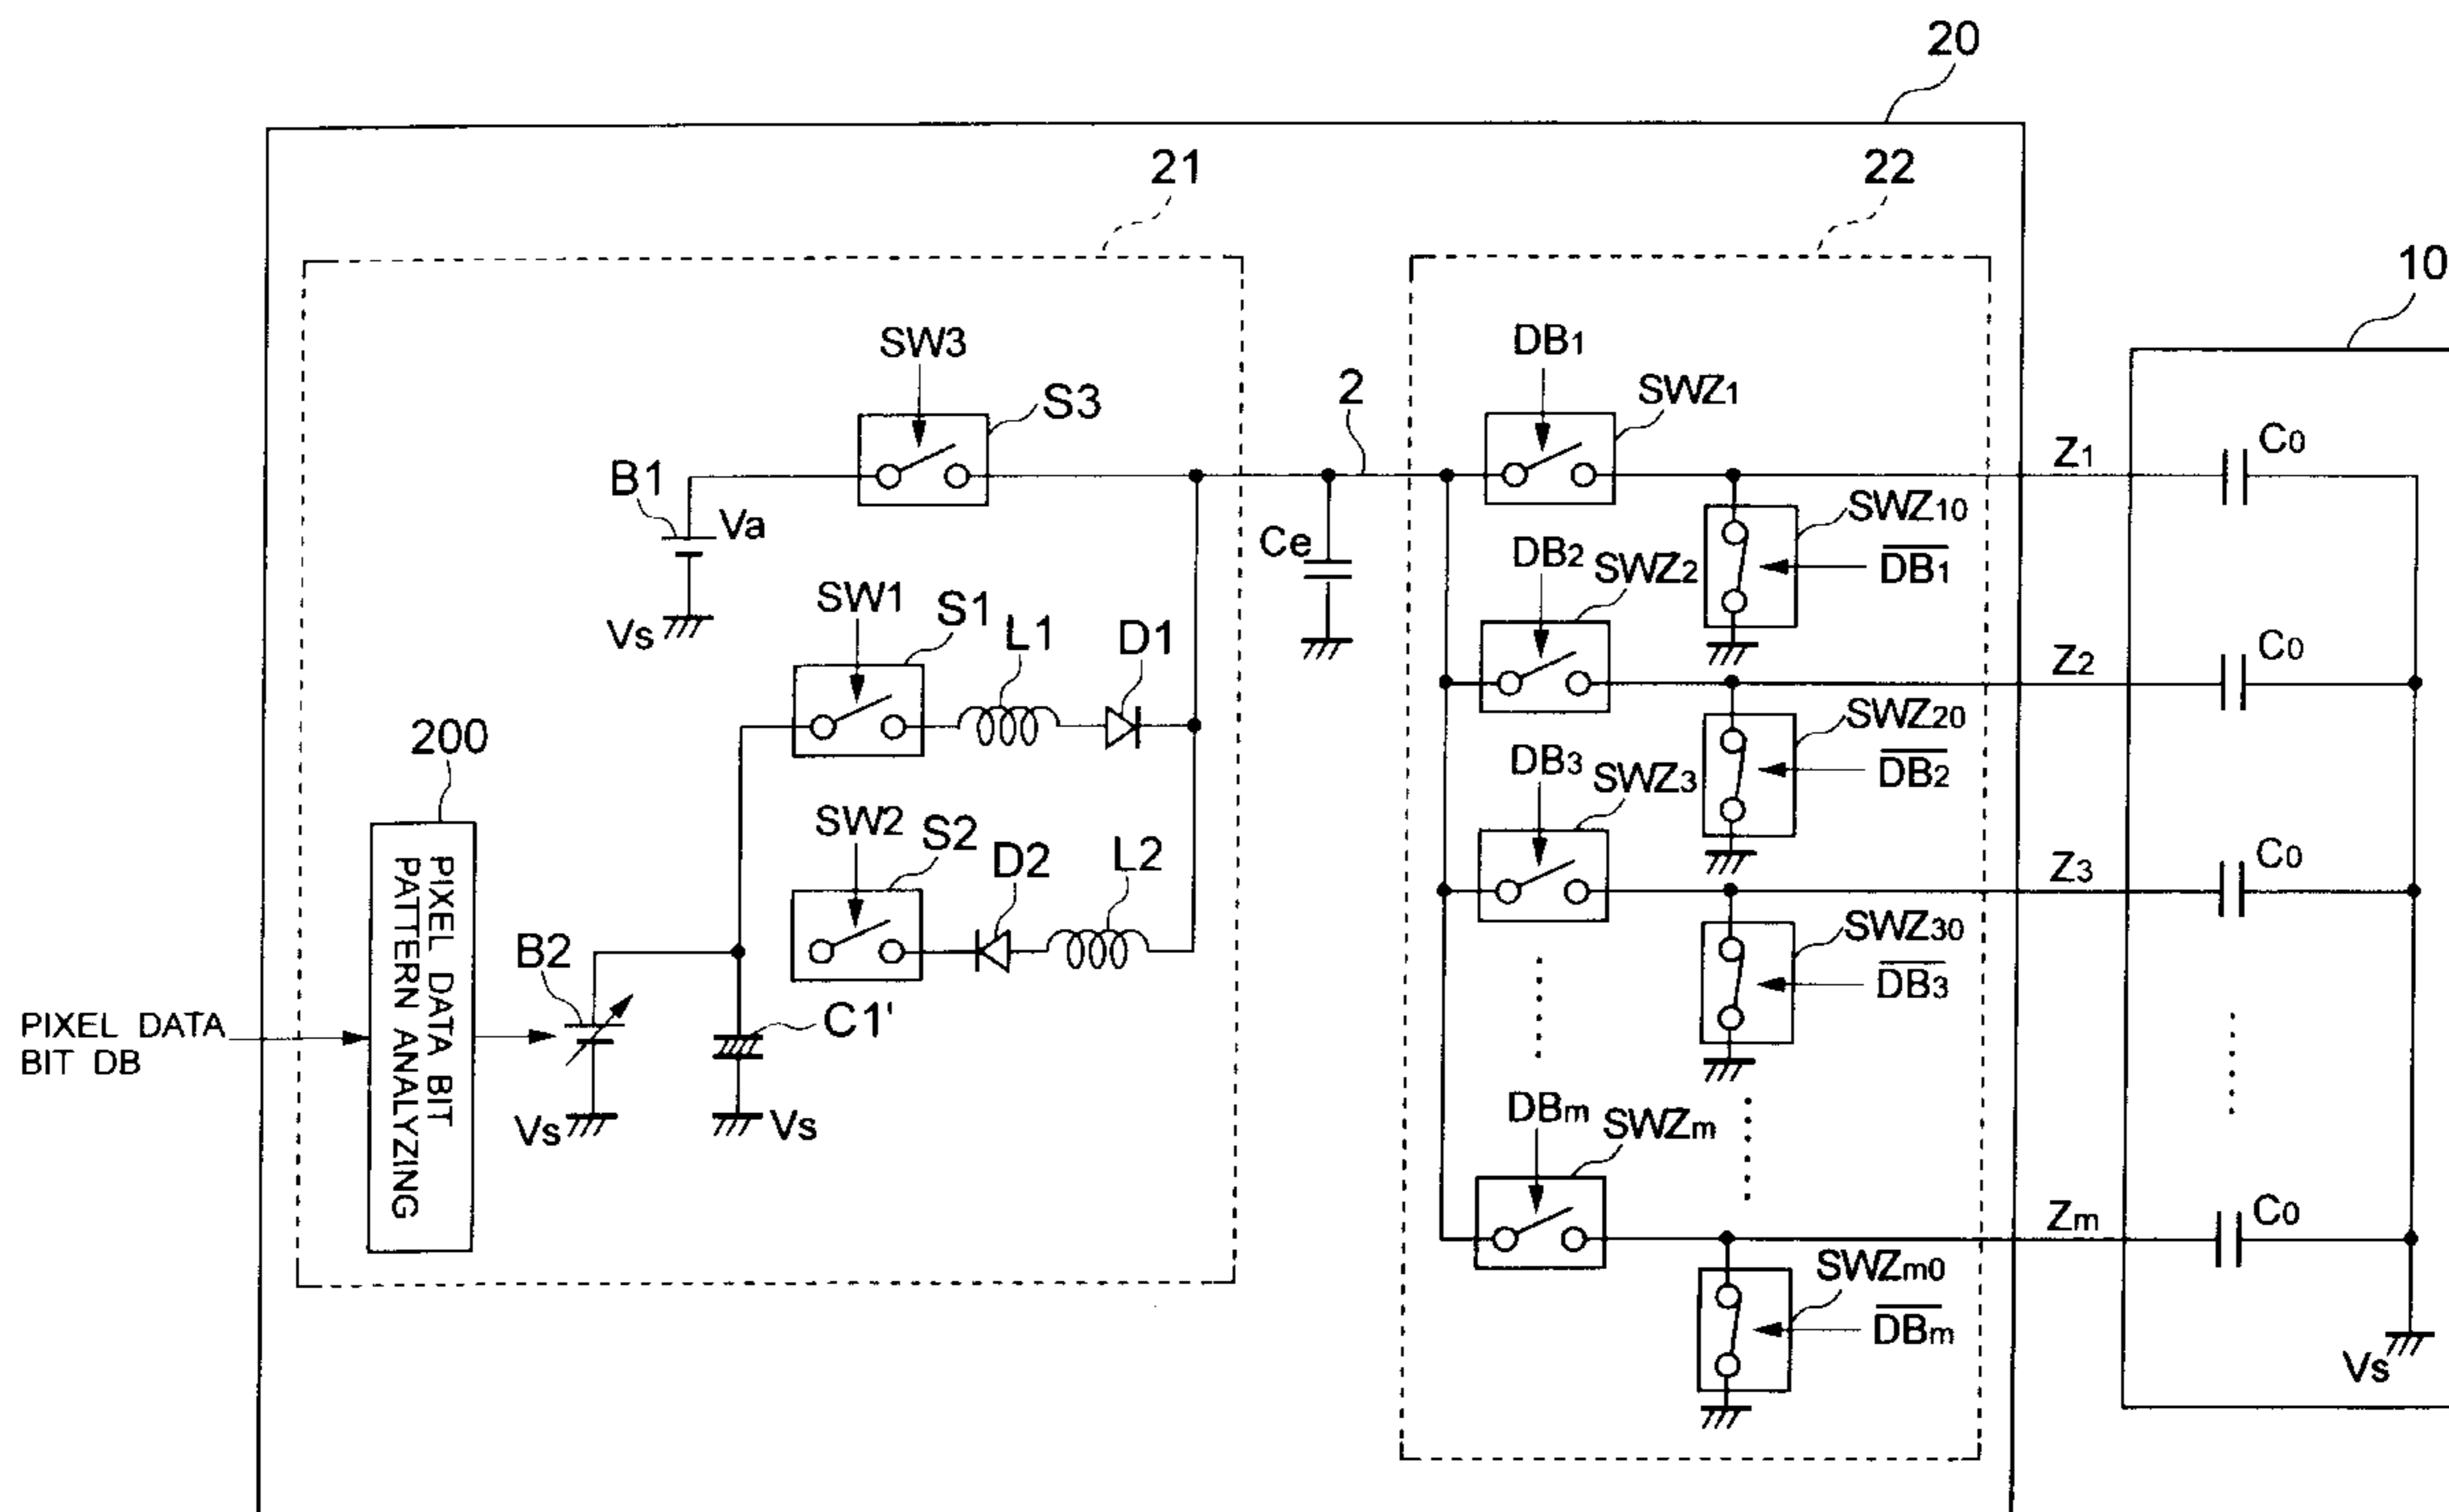 20
21
22
10
SW3
S3
B1
Va
Vs
SW1
S1
L1
D1
200
SW2
S2
D2
L2
B2
C1'
Vs
Vs
PIXEL DATA
BIT DB
PIXEL DATA BIT
PATTERN ANALYZING
2
Ce
DB1
SWZ1
Z1
C0
SWZ10
DB1
DB2
SWZ2
Z2
C0
SWZ20
DB2
DB3
SWZ3
Z3
C0
SWZ30
DB3
DBm
SWZm
Zm
C0
SWZm0
DBm
Vs